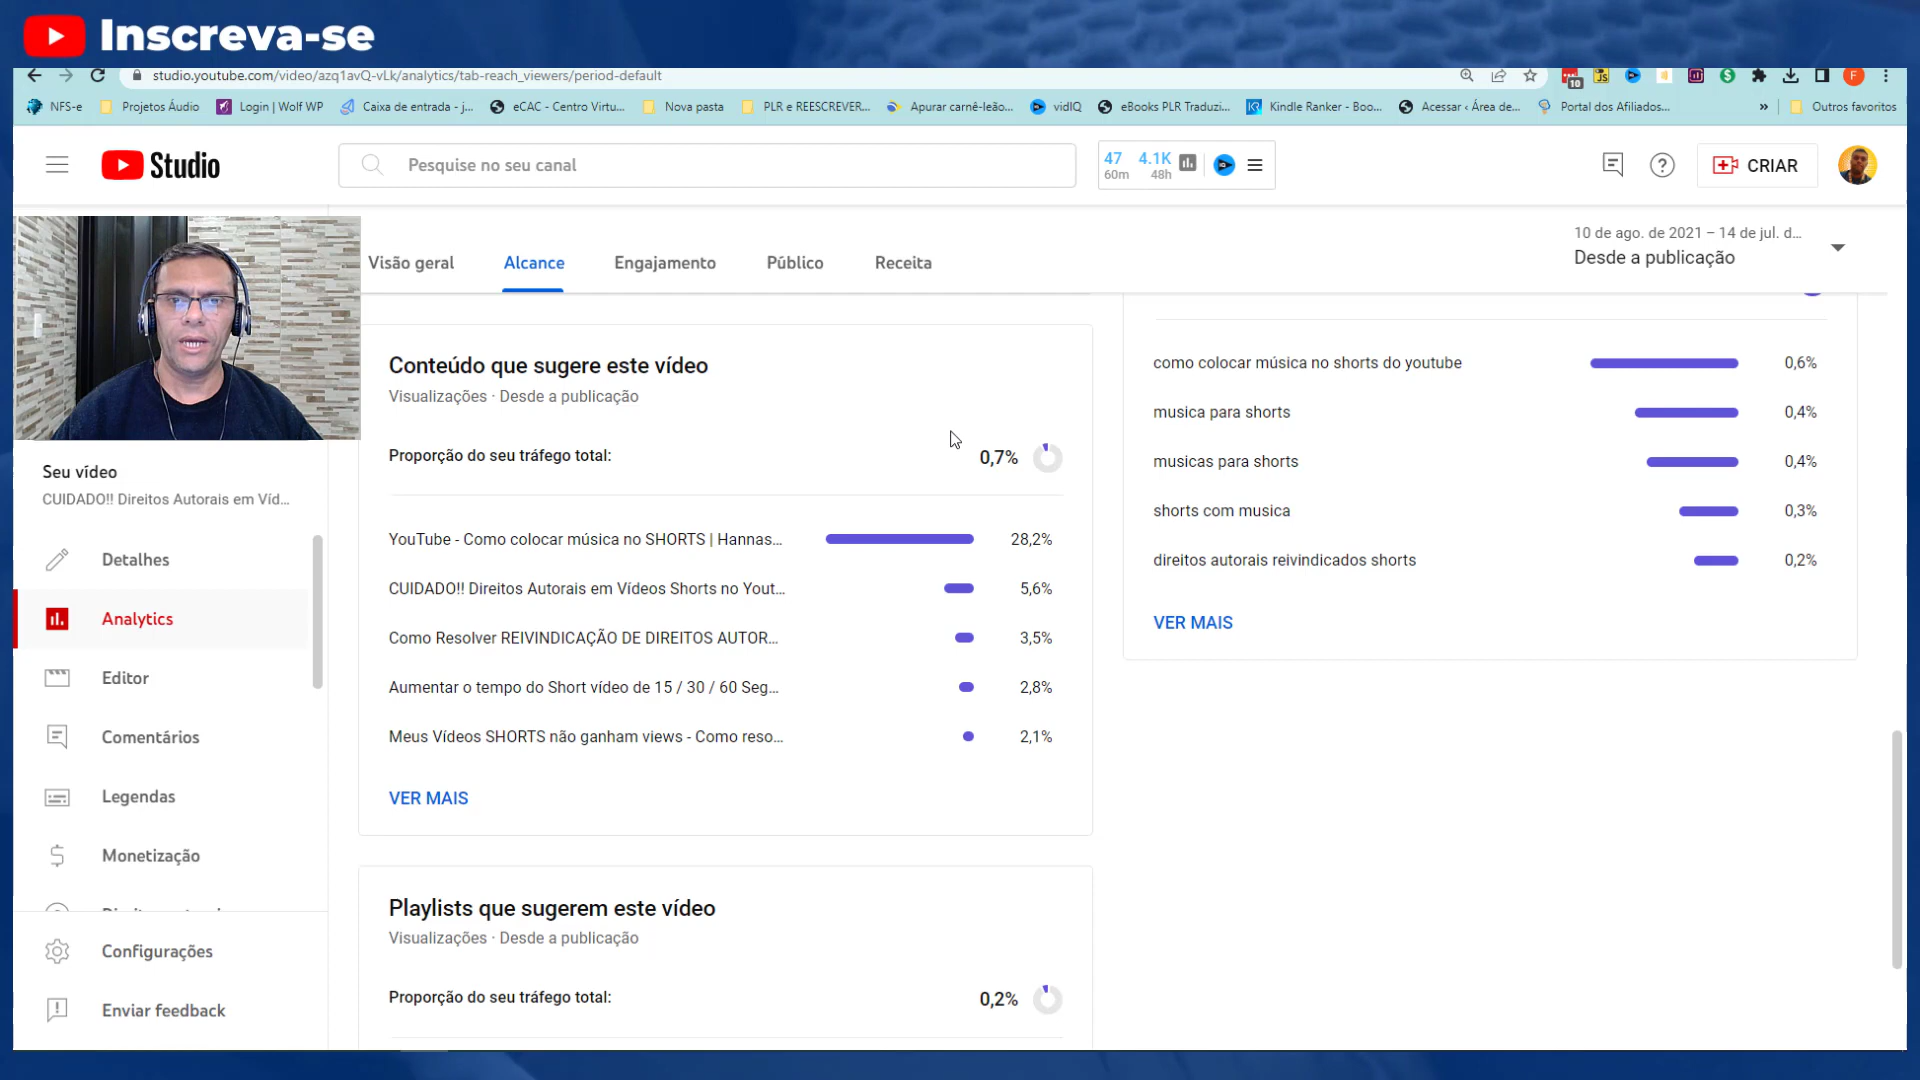 Inscreva-se
studio.youtube.com/video/azq1avQ-vLk/analytics/tab-reach_viewers/period-default
10
JS
F
NFS-e
Projetos Áudio
Login | Wolf WP
Caixa de entrada - j...
eCAC - Centro Virtu...
Nova pasta
PLR e REESCREVER...
Apurar carnê-leão...
vidIQ
eBooks PLR Traduzi...
KR
Kindle Ranker - Boo...
Acessar ‹ Área de...
Portal dos Afiliados...
»
Outros favoritos
Studio
Pesquise no seu canal
47
60m
4.1K
48h
CRIAR
Visão geral
Alcance
Engajamento
Público
Receita
10 de ago. de 2021 – 14 de jul. d...
Desde a publicação
Seu vídeo
CUIDADO!! Direitos Autorais em Víd...
Detalhes
Analytics
Editor
Comentários
Legendas
Monetização
Configurações
Enviar feedback
Conteúdo que sugere este vídeo
Visualizações · Desde a publicação
Proporção do seu tráfego total: 0,7%
YouTube - Como colocar música no SHORTS | Hannas... 28,2%
CUIDADO!! Direitos Autorais em Vídeos Shorts no Yout... 5,6%
Como Resolver REIVINDICAÇÃO DE DIREITOS AUTOR... 3,5%
Aumentar o tempo do Short vídeo de 15 / 30 / 60 Seg... 2,8%
Meus Vídeos SHORTS não ganham views - Como reso... 2,1%
VER MAIS
Playlists que sugerem este vídeo
Visualizações · Desde a publicação
Proporção do seu tráfego total: 0,2%
como colocar música no shorts do youtube 0,6%
musica para shorts 0,4%
musicas para shorts 0,4%
shorts com musica 0,3%
direitos autorais reivindicados shorts 0,2%
VER MAIS